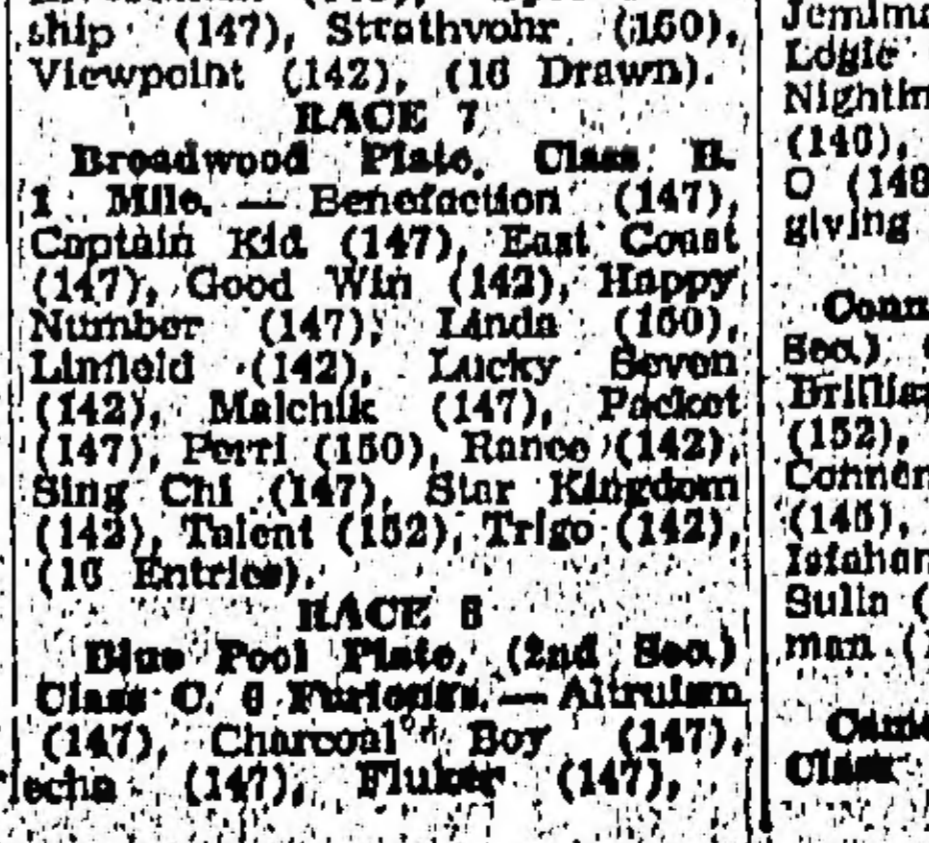 ship (147), Strathvohr (150),
Viewpoint (142), (16 Drawn).
RACE 7
Broadwood Plate, Class B.
1 Mile. — Benefaction (147),
Captain Kid (147), East Coast
(147), Good Win (142), Happy
Number (147), Linda (150),
Linfield (142), Lucky Seven
(142), Malchik (147), Packet
(147), Perri (150), Ranee (142),
Sing Chi (147), Star Kingdom
(142), Talent (152), Trigo (142),
(16 Entries).
RACE 8
Blue Pool Plate, (2nd Sec.)
Class C. 6 Furlongs. — Altruism
(147), Charcoal Boy (147),
(147), Fluker (147),
Jemima
Logie
Nightin
(140),
O (148
giving
Conn
Sec.)
Brillia
(152),
Conner
(145),
Isfahan
Sulla (
man
Came
Class